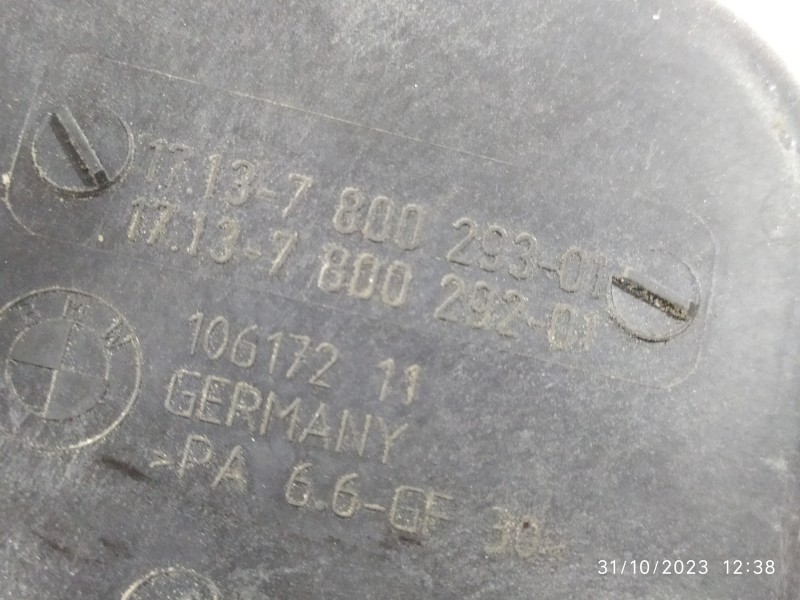 17.13-7 800 293-01
17.13-7 800 292-01
BMW
106172 11
GERMANY
>PA 6.6-GF 30<
31/10/2023 12:38